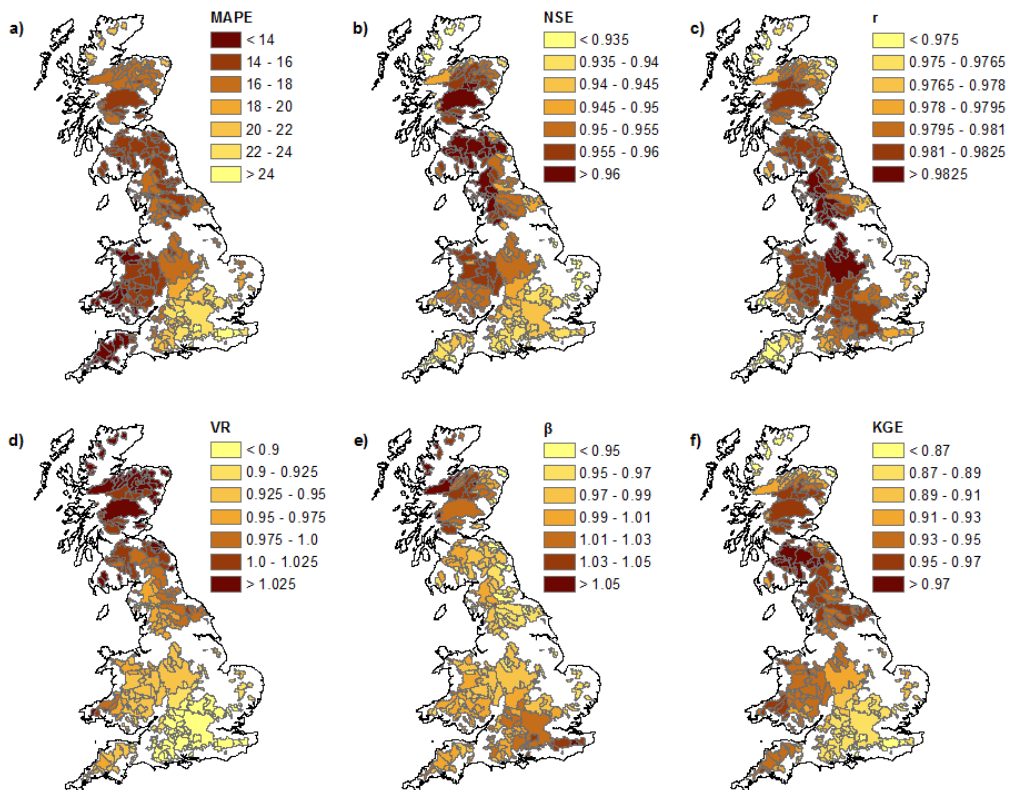 a)
MAPE
< 14
14 - 16
16 - 18
18 - 20
20 - 22
22 - 24
> 24
b)
NSE
< 0.935
0.935 - 0.94
0.94 - 0.945
0.945 - 0.95
0.95 - 0.955
0.955 - 0.96
> 0.96
c)
r
< 0.975
0.975 - 0.9765
0.9765 - 0.978
0.978 - 0.9795
0.9795 - 0.981
0.981 - 0.9825
> 0.9825
d)
VR
< 0.9
0.9 - 0.925
0.925 - 0.95
0.95 - 0.975
0.975 - 1.0
1.0 - 1.025
> 1.025
e)
β
< 0.95
0.95 - 0.97
0.97 - 0.99
0.99 - 1.01
1.01 - 1.03
1.03 - 1.05
> 1.05
f)
KGE
< 0.87
0.87 - 0.89
0.89 - 0.91
0.91 - 0.93
0.93 - 0.95
0.95 - 0.97
> 0.97